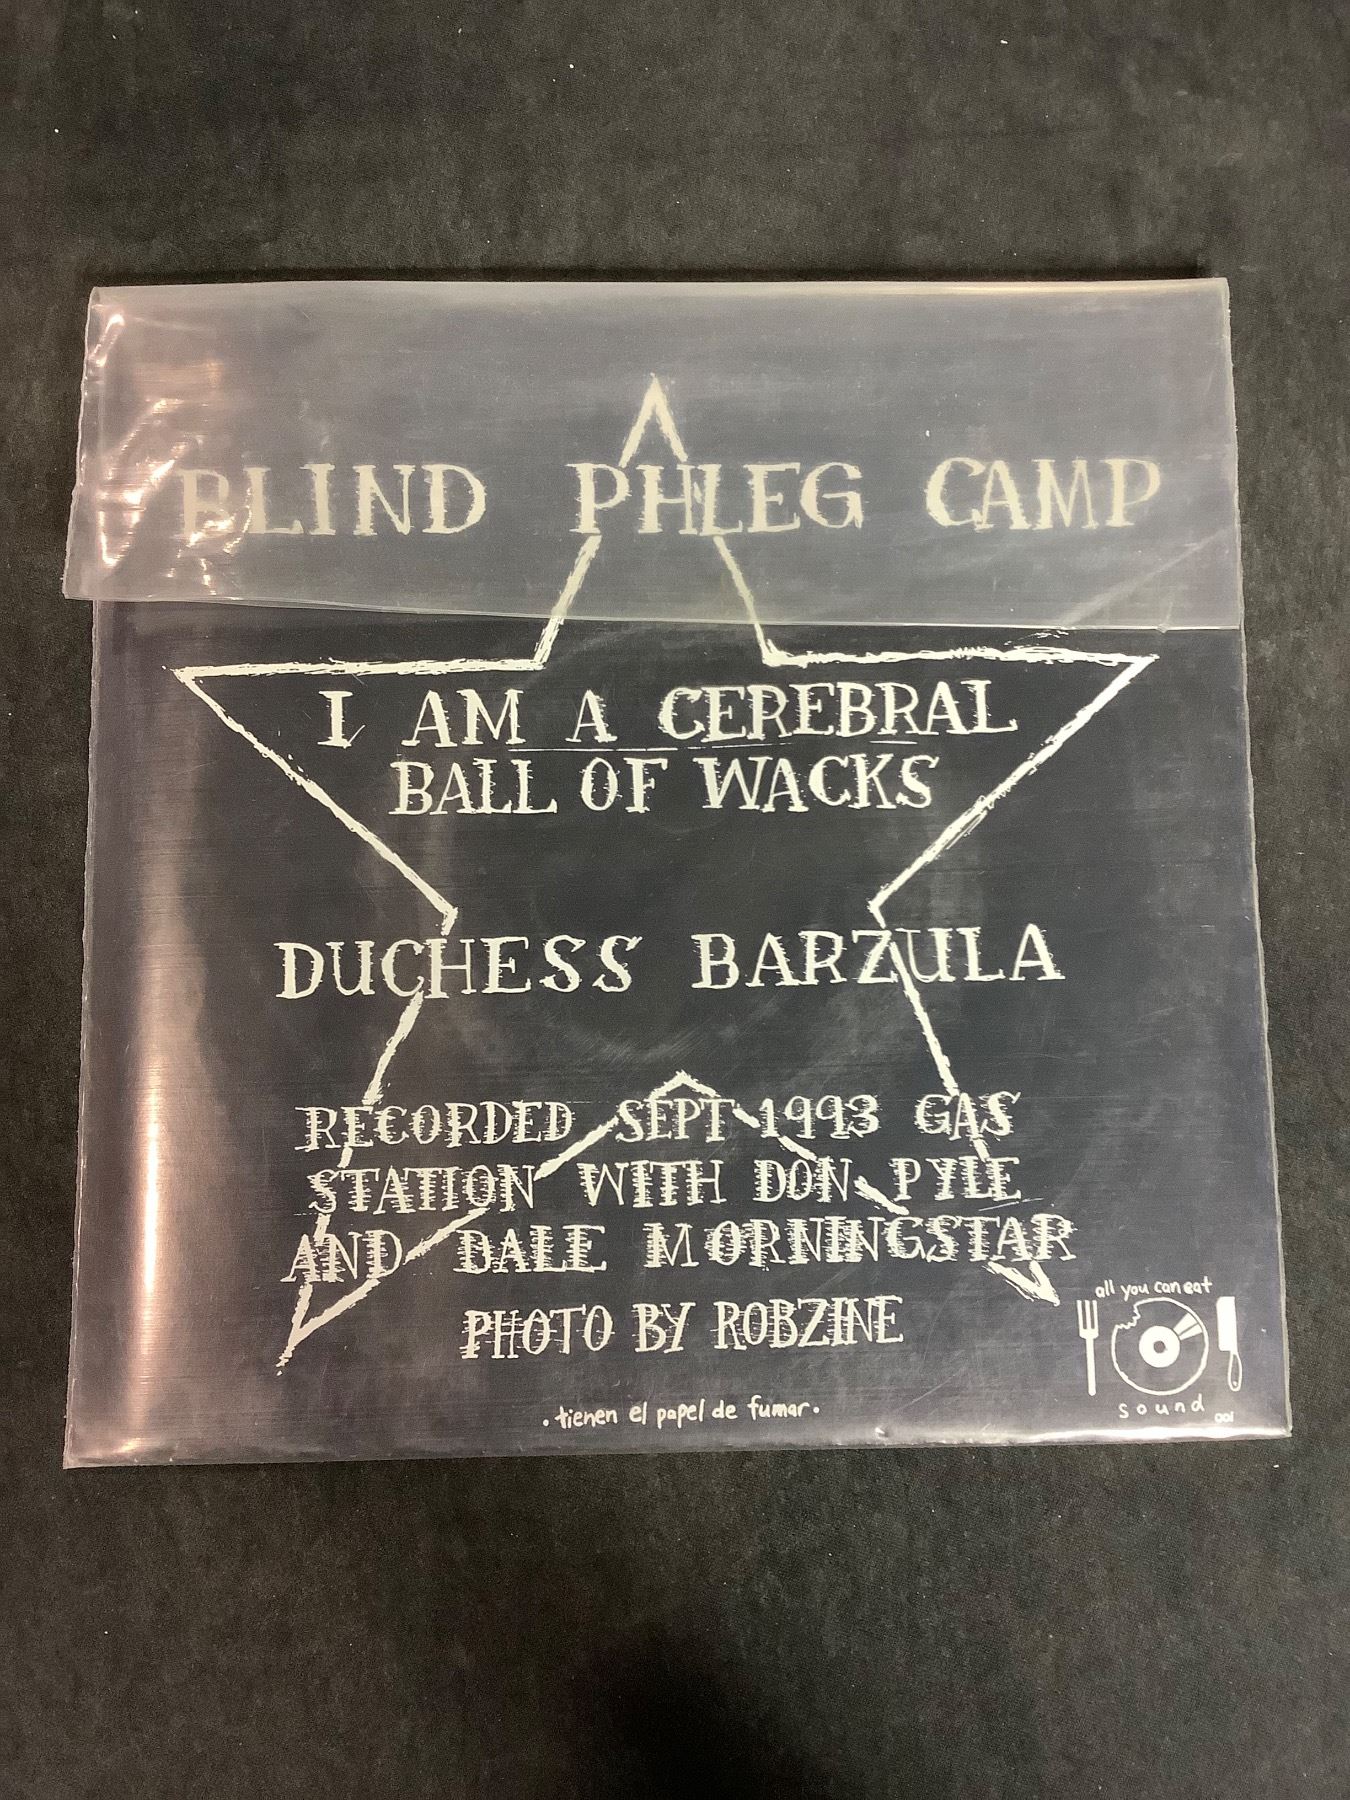 BLIND PHLEG CAMP
I AM A CEREBRAL
BALL OF WACKS
DUCHESS BARZULA
RECORDED SEPT 1993 GAS
STATION WITH DON PYLE
AND DALE MORNINGSTAR
PHOTO BY ROBZINE
all you can eat
sound
001
. tienen el papel de fumar.